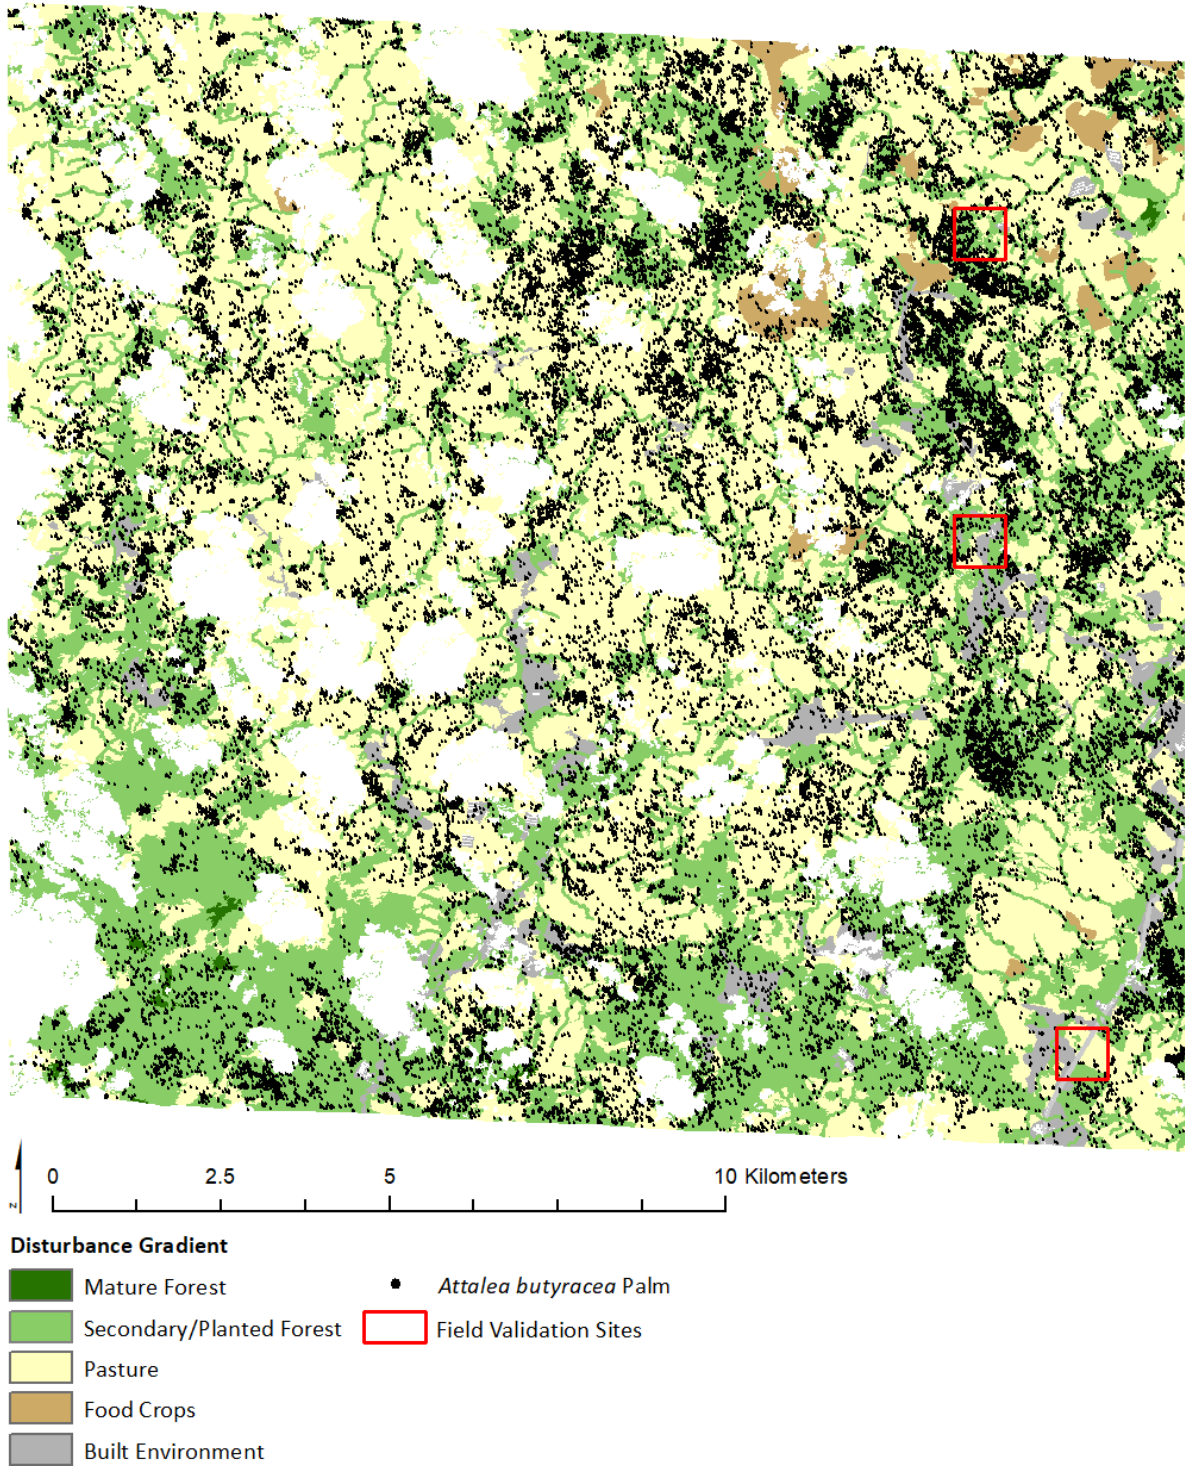 N
0 2.5 5 10 Kilometers
Disturbance Gradient
Mature Forest
Attalea butyracea Palm
Secondary/Planted Forest
Field Validation Sites
Pasture
Food Crops
Built Environment